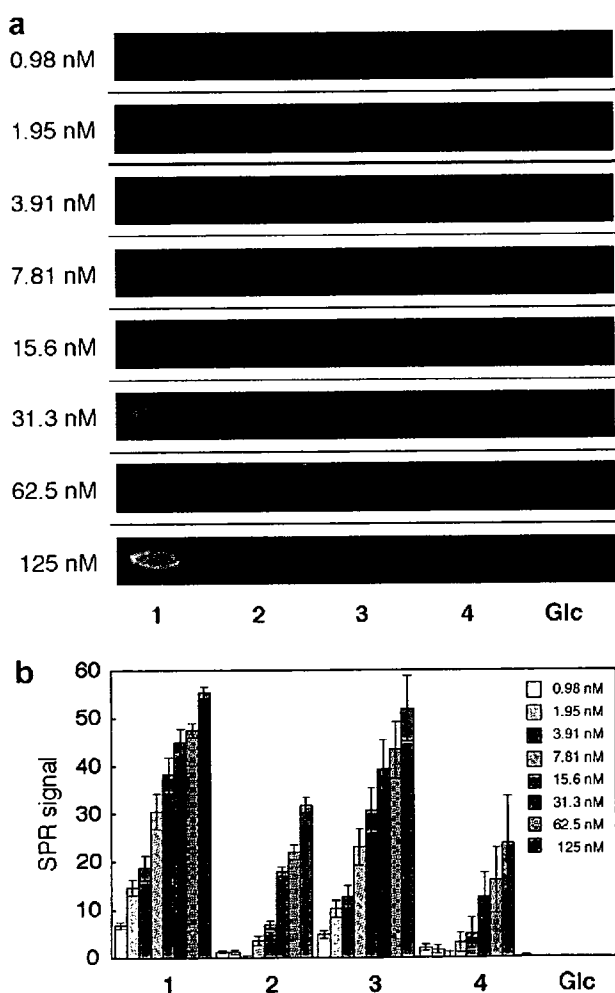 a
0.98 nM
1.95 nM
3.91 nM
7.81 nM
15.6 nM
31.3 nM
62.5 nM
125 nM
1 2 3 4 Glc
b
60
50
40
30
20
10
0
SPR signal
0.98 nM
1.95 nM
3.91 nM
7.81 nM
15.6 nM
31.3 nM
62.5 nM
125 nM
1 2 3 4 Glc